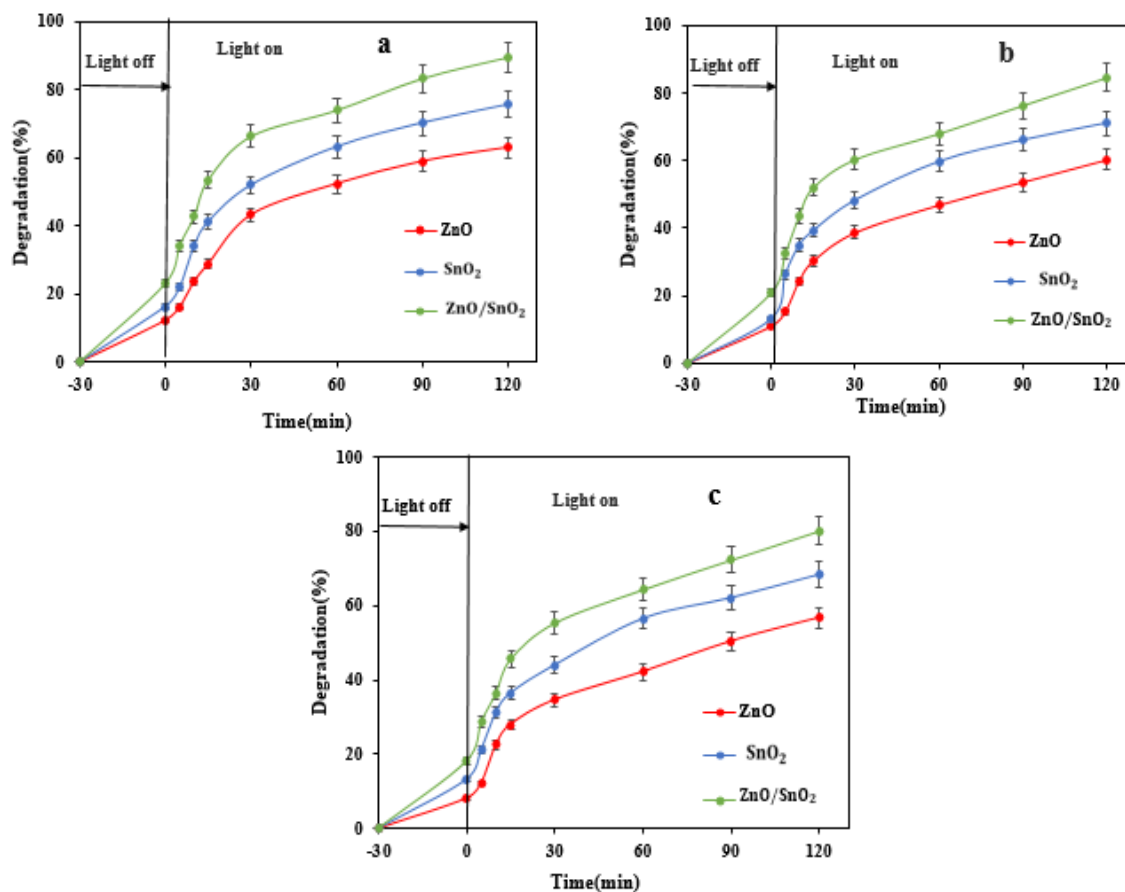 100
80
60
40
20
0
Degradation(%)
Light off
Light on
a
ZnO
SnO₂
ZnO/SnO₂
-30 0 30 60 90 120
Time(min)
100
80
60
40
20
0
Degradation(%)
Light off
Light on
b
ZnO
SnO₂
ZnO/SnO₂
-30 0 30 60 90 120
Time(min)
100
80
60
40
20
0
Degradation(%)
Light off
Light on
c
ZnO
SnO₂
ZnO/SnO₂
-30 0 30 60 90 120
Time(min)